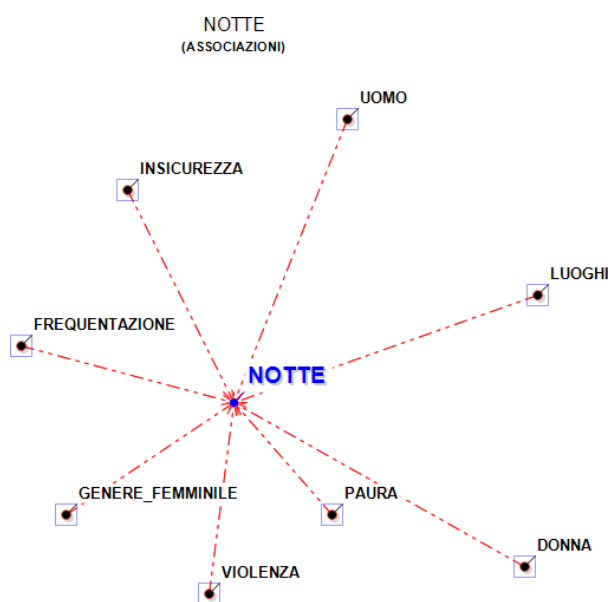 NOTTE
(ASSOCIAZIONI)
UOMO
INSICUREZZA
LUOGHI
FREQUENTAZIONE
NOTTE
GENERE_FEMMINILE
PAURA
DONNA
VIOLENZA